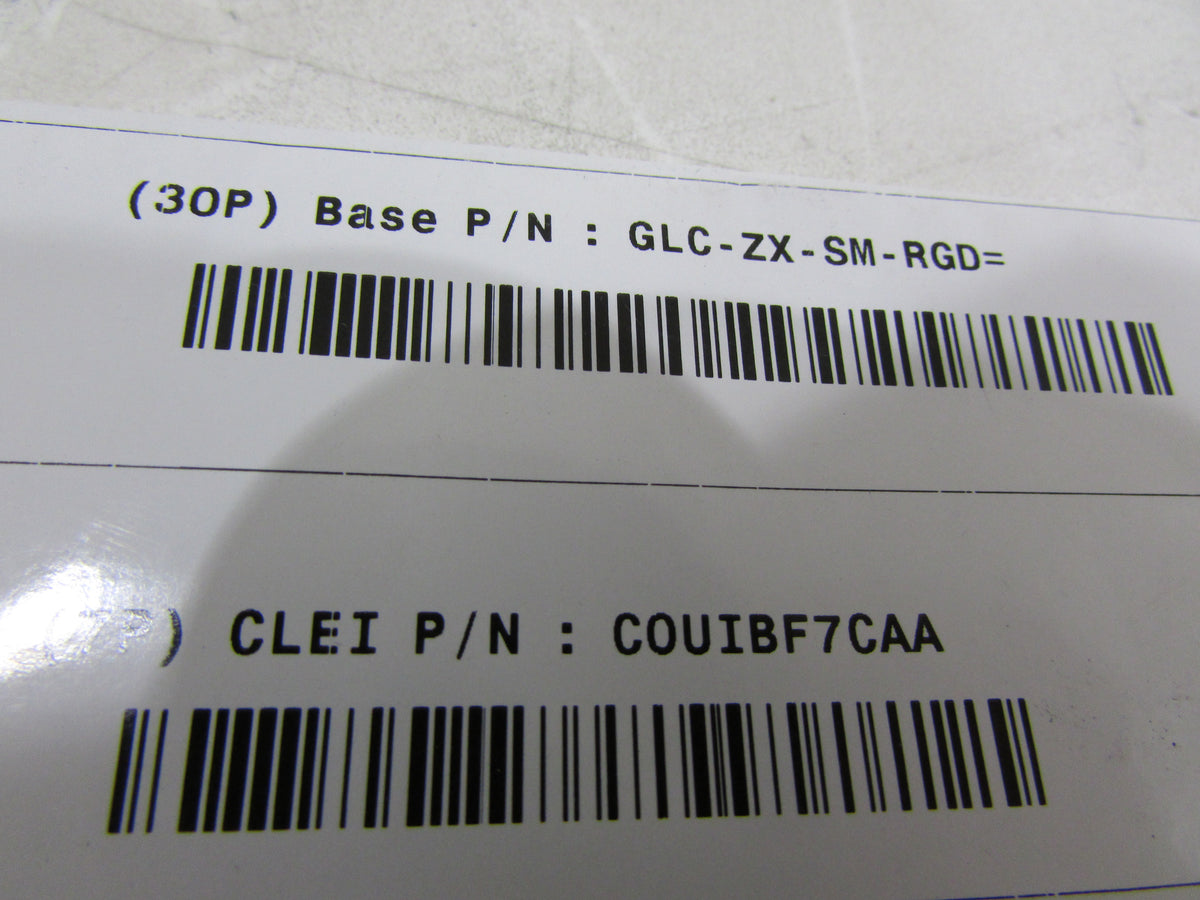 (30P) Base P/N : GLC-ZX-SM-RGD=
) CLEI P/N : COUIBF7CAA